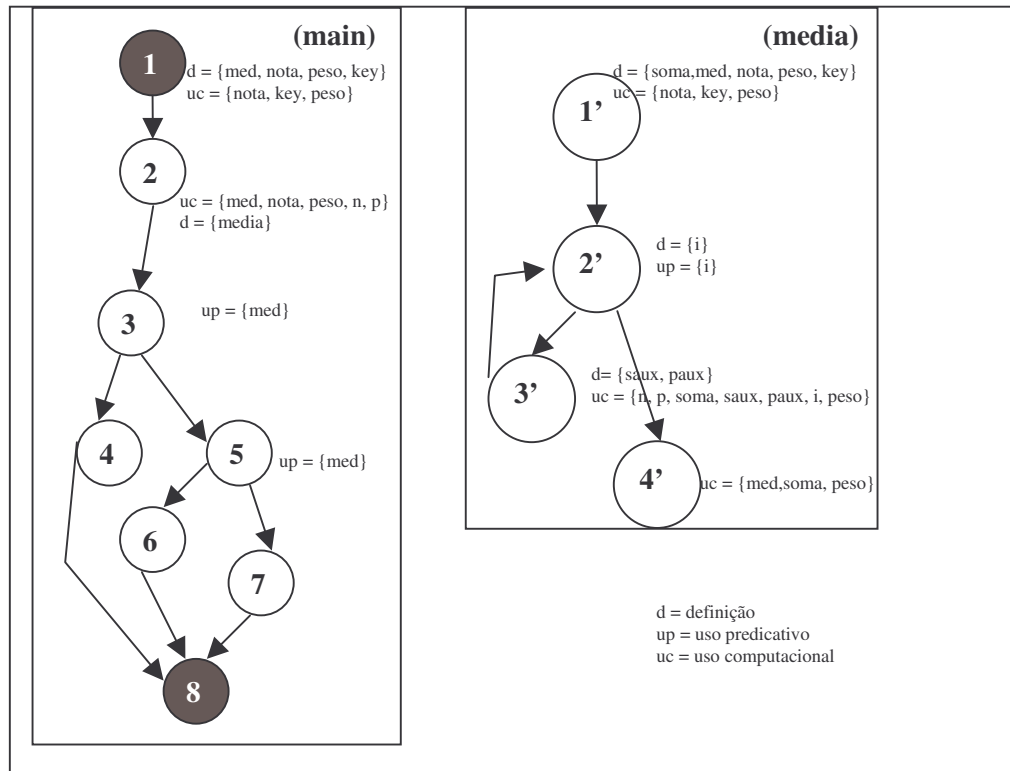 (main)
1
d = {med, nota, peso, key}
uc = {nota, key, peso}
2
uc = {med, nota, peso, n, p}
d = {media}
3
up = {med}
4
5
up = {med}
6
7
8
(media)
d = {soma,med, nota, peso, key}
uc = {nota, key, peso}
1’
2’
d = {i}
up = {i}
3’
d= {saux, paux}
uc = {n, p, soma, saux, paux, i, peso}
4’
uc = {med,soma, peso}
d = definição
up = uso predicativo
uc = uso computacional